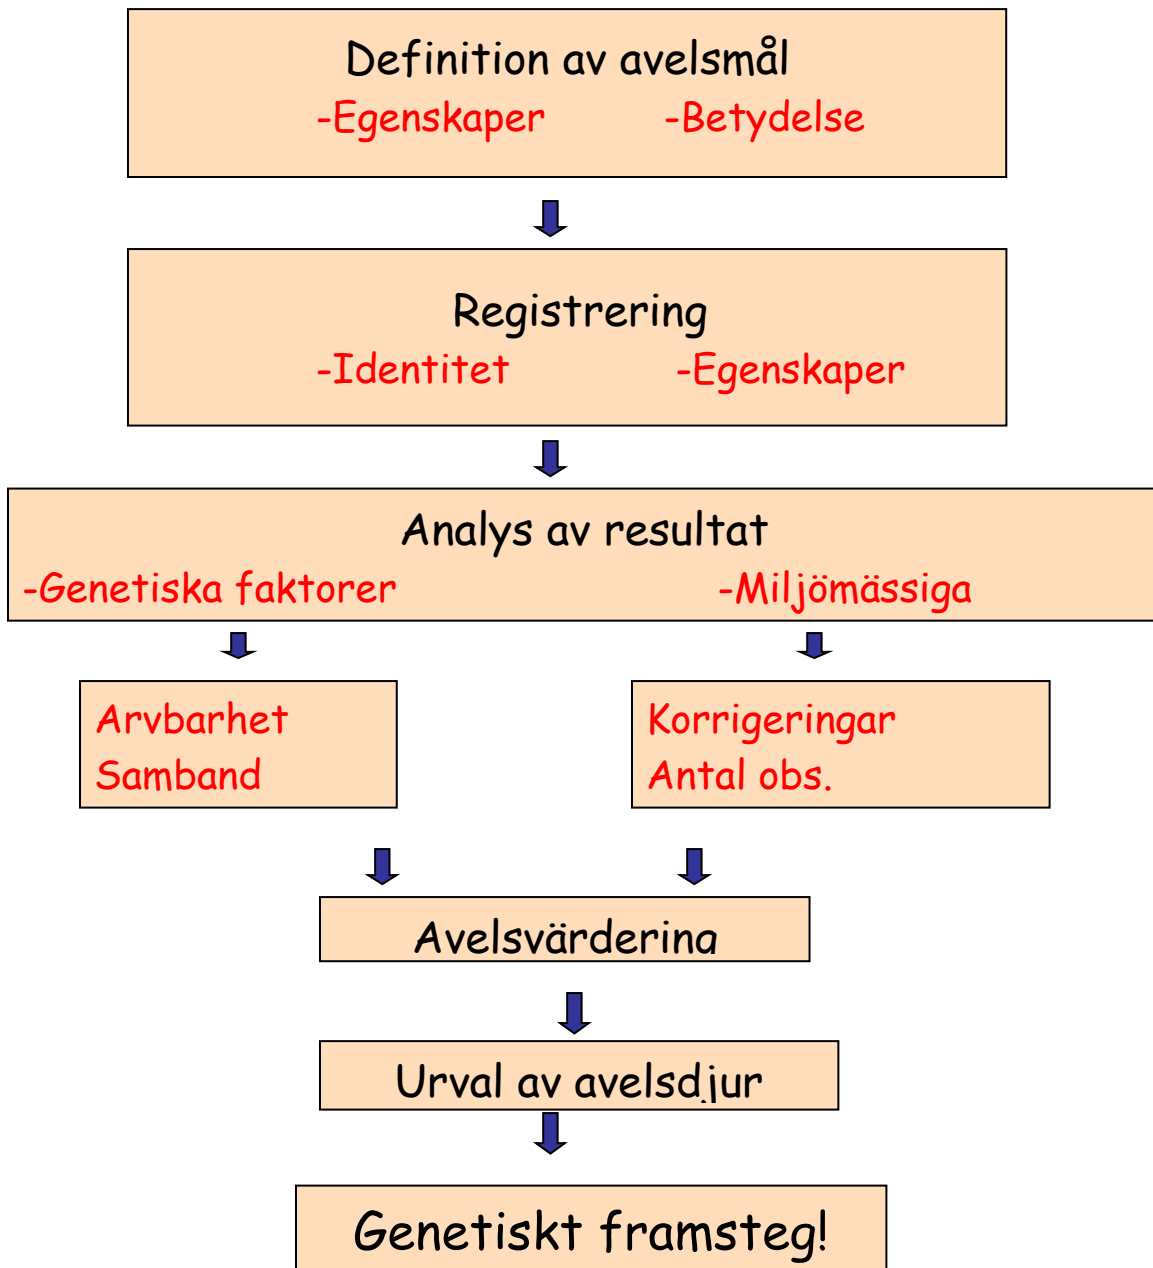 Definition av avelsmål
-Egenskaper -Betydelse
Registrering
-Identitet -Egenskaper
Analys av resultat
-Genetiska faktorer -Miljömässiga
Arvbarhet
Samband
Korrigeringar
Antal obs.
Avelsvärdering
Urval av avelsdjur
Genetiskt framsteg!